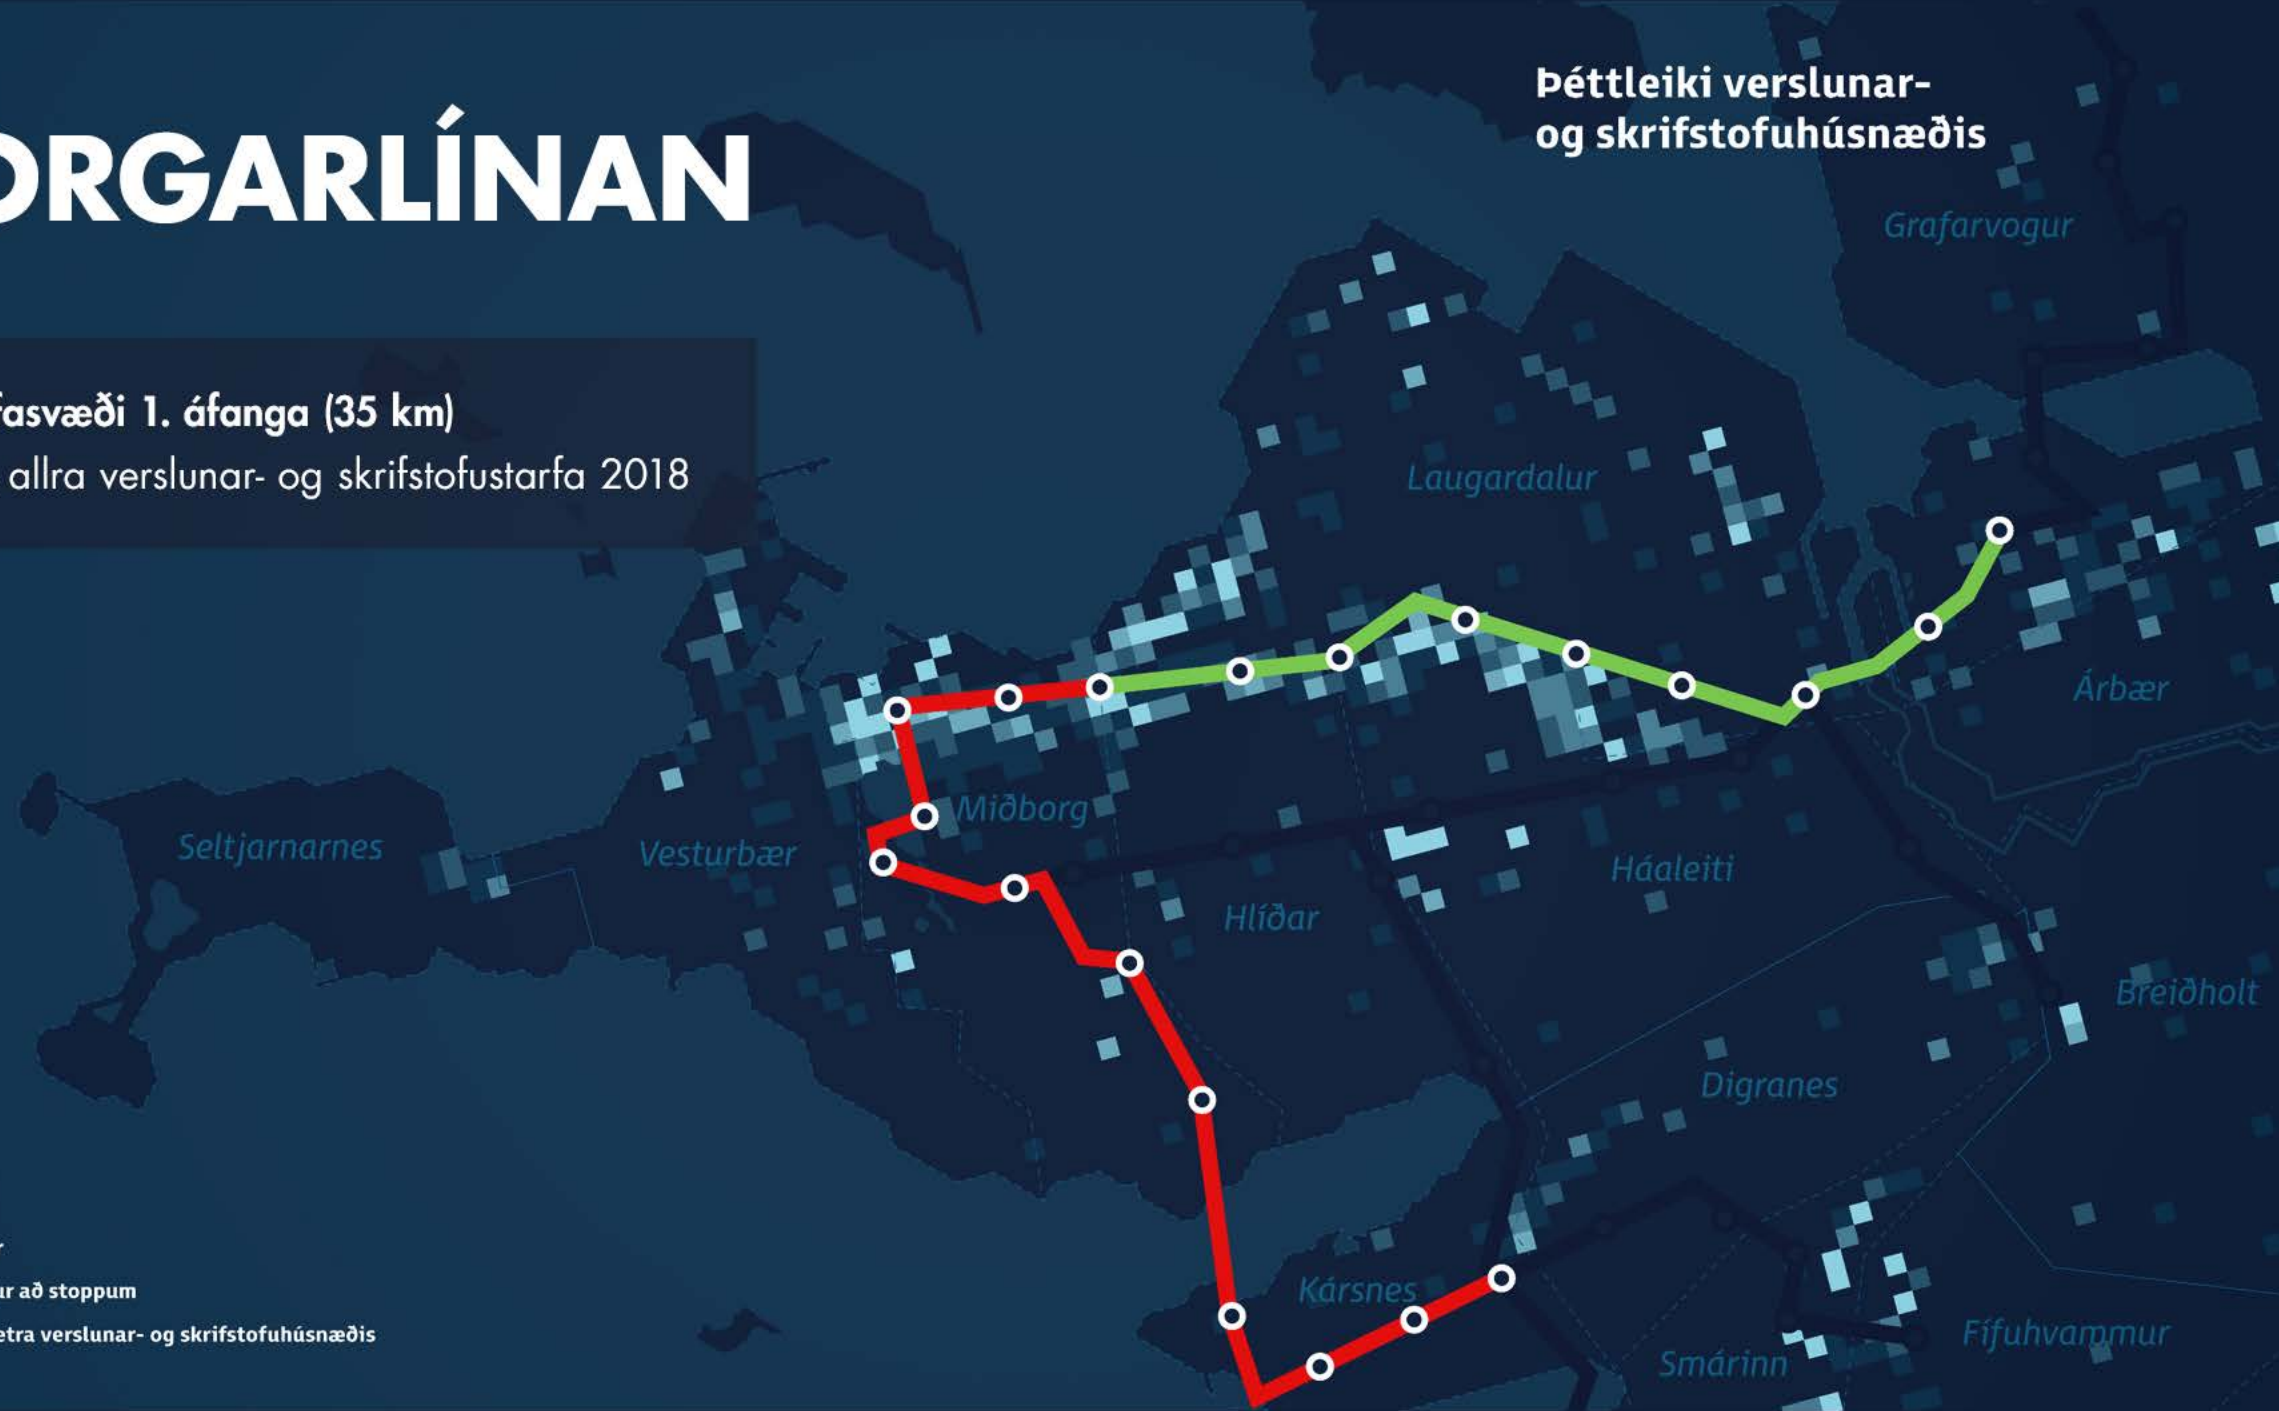 ORGARLÍNAN
Þéttleiki verslunar-
og skrifstofuhúsnæðis
fasvæði 1. áfanga (35 km)
allra verslunar- og skrifstofustarfa 2018
Grafarvogur
Laugardalur
Árbær
Miðborg
Seltjarnarnes
Vesturbær
Háaleiti
Hlíðar
Breiðholt
Digranes
Kársnes
Fífuhvammur
Smárinn
r
ur að stoppum
etra verslunar- og skrifstofuhúsnæðis